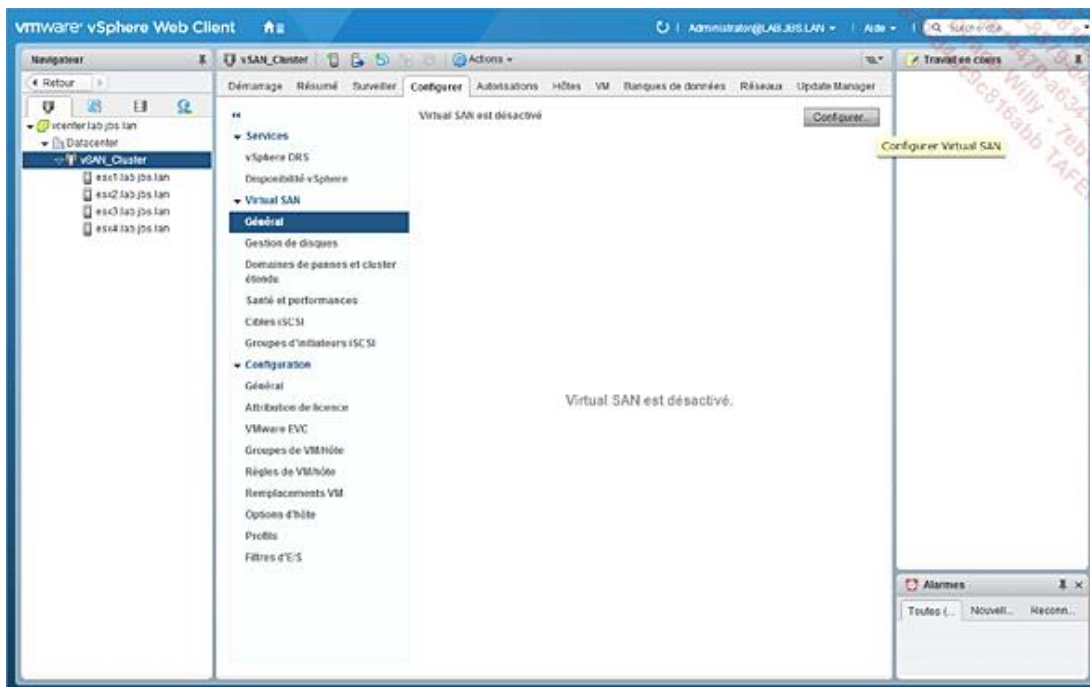 vmware® vSphere Web Client
Administrator@LAB.JBS.LAN
Aide
Navigateur
Retour
vcenter.lab.jbs.lan
Datacenter
vSAN_Cluster
esx1.lab.jbs.lan
esx2.lab.jbs.lan
esx3.lab.jbs.lan
esx4.lab.jbs.lan
vSAN_Cluster
Actions
Démarrage Résumé Surveiller Configurer Autorisations Hôtes VM Banques de données Réseaux Update Manager
Services
vSphere DRS
Disponibilité vSphere
Virtual SAN
Général
Gestion de disques
Domaines de pannes et cluster
étendu
Santé et performances
Cibles iSCSI
Groupes d'initiateurs iSCSI
Configuration
Général
Attribution de licence
VMware EVC
Groupes de VM/Hôte
Règles de VM/hôte
Remplacements VM
Options d'hôte
Profils
Filtres d'E/S
Virtual SAN est désactivé
Configurer...
Configurer Virtual SAN
Virtual SAN est désactivé.
Travail en cours
Alarmes
Toutes (... Nouvell... Reconn...